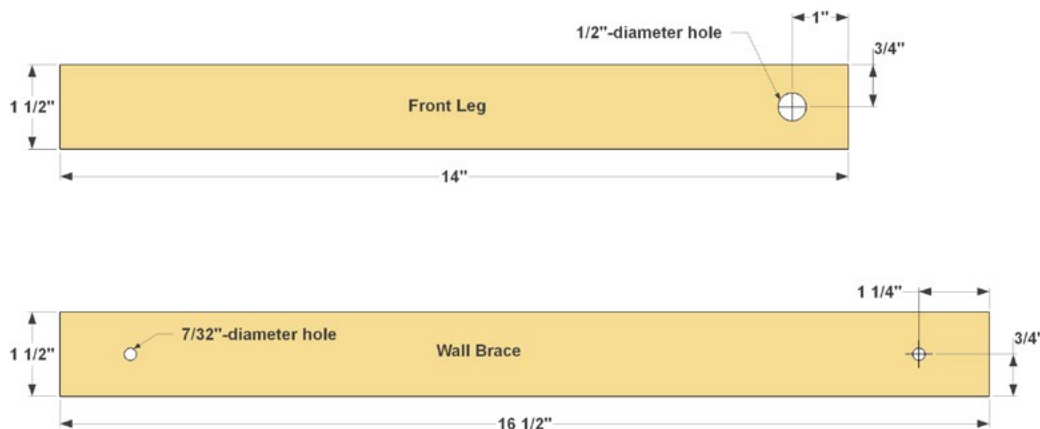 1"
1/2"-diameter hole
3/4"
1 1/2"
Front Leg
14"
1 1/4"
7/32"-diameter hole
3/4"
1 1/2"
Wall Brace
16 1/2"